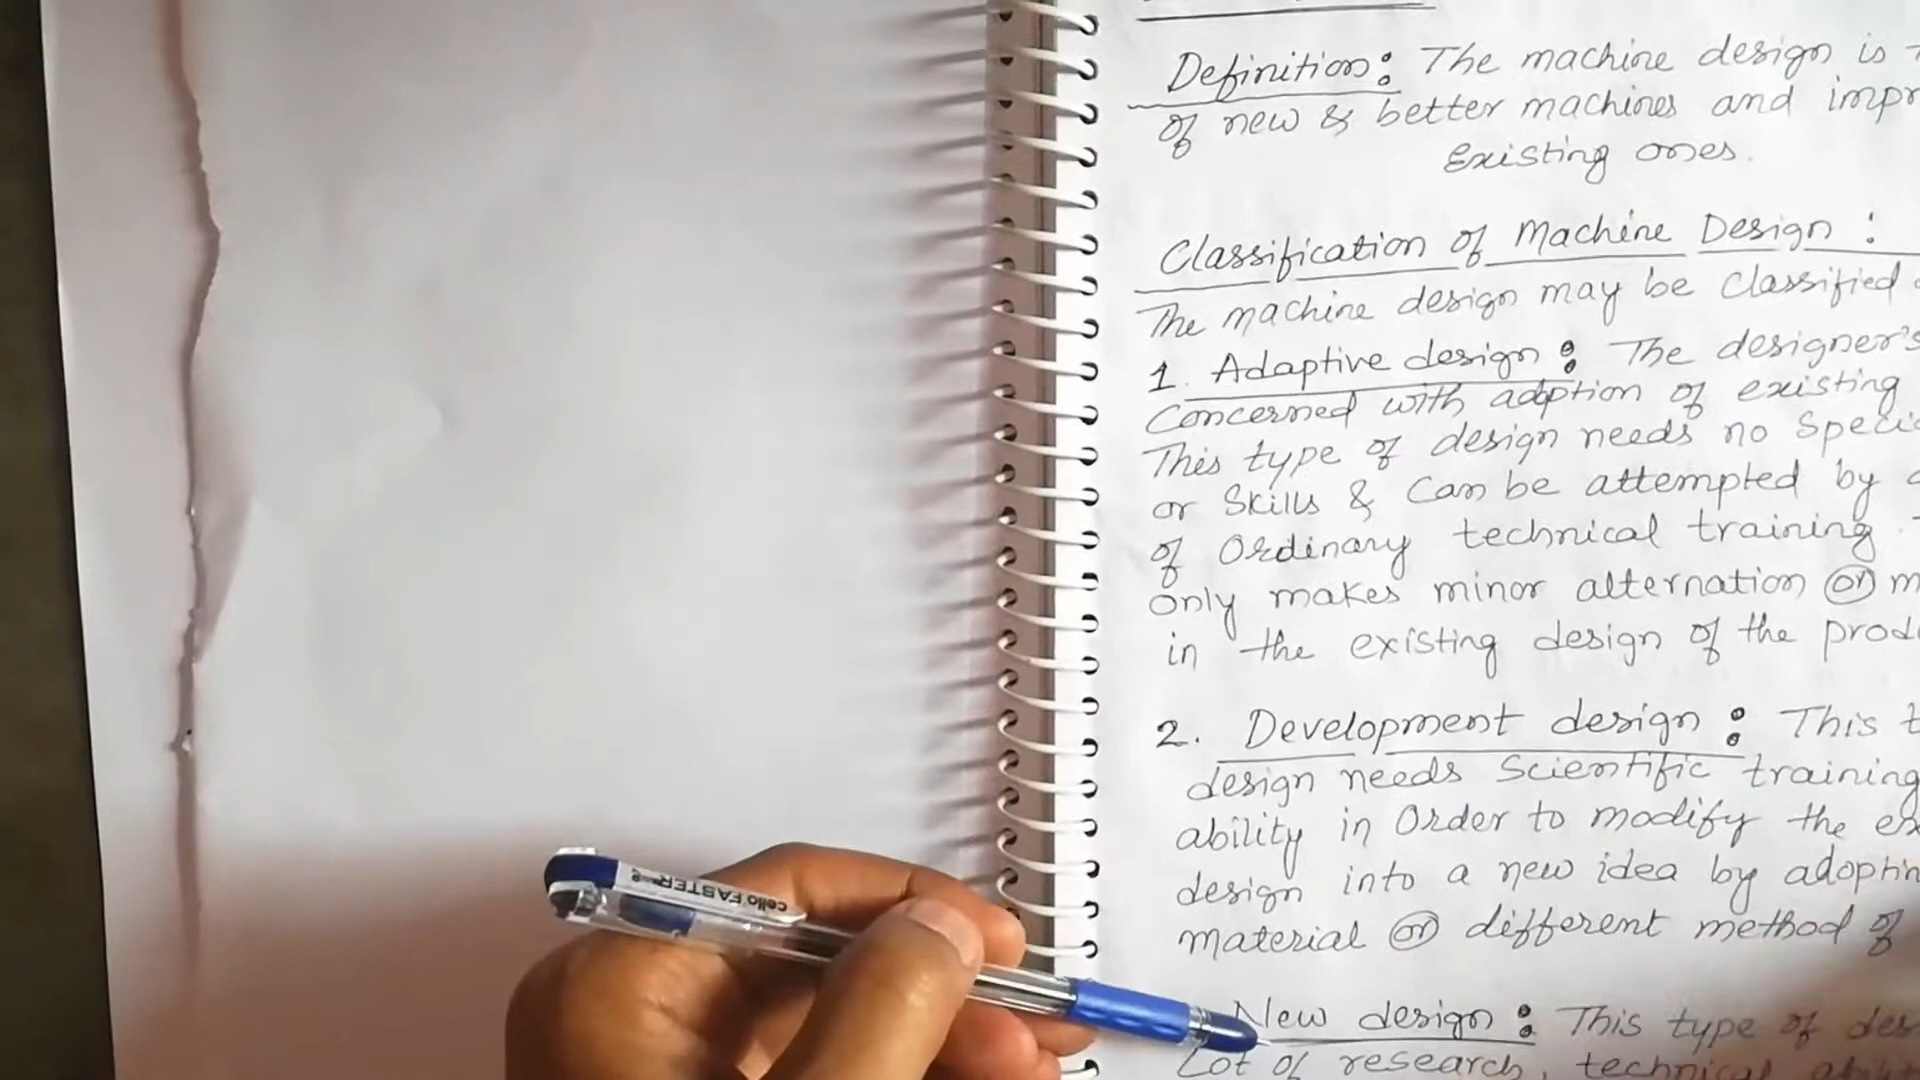 Definition: The machine design is
of new & better machines and impr
Existing ones.
Classification of Machine Design:
The machine design may be classified
1. Adaptive design: The designer's
Concerned with adoption of existing
This type of design needs no Speci
or Skills & Can be attempted by
of Ordinary technical training.
only makes minor alternation or m
in the existing design of the prod
2. Development design: This t
design needs Scientific training
ability in Order to modify the ex
design into a new idea by adoptin
material or different method of
New design: This type of des
Lot of research, technical abili
cello FASTER